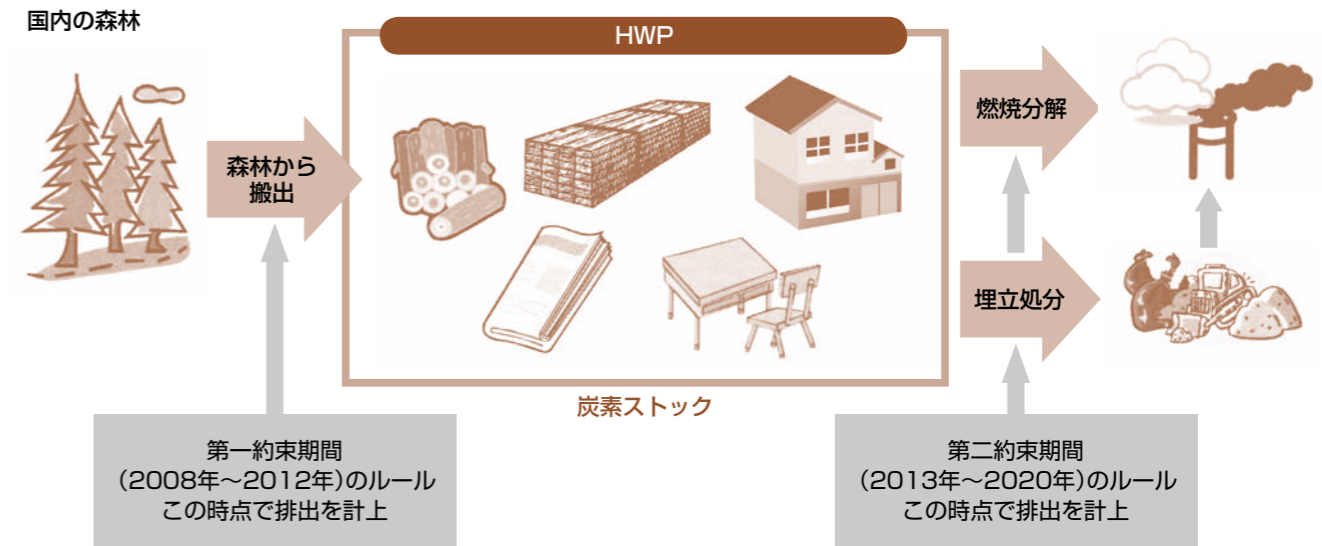 国内の森林
HWP
森林から
搬出
燃焼分解
埋立処分
炭素ストック
第一約束期間
（2008年～2012年）のルール
この時点で排出を計上
第二約束期間
（2013年～2020年）のルール
この時点で排出を計上